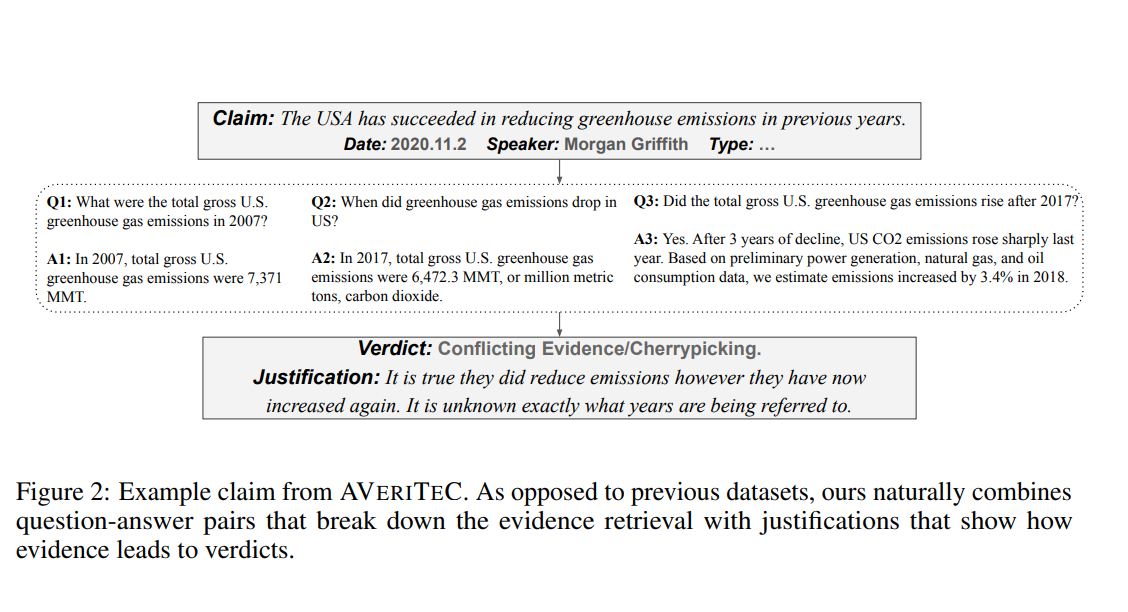 Claim: The USA has succeeded in reducing greenhouse emissions in previous years.
Date: 2020.11.2 Speaker: Morgan Griffith Type: ...
Q1: What were the total gross U.S.
greenhouse gas emissions in 2007?
A1: In 2007, total gross U.S.
greenhouse gas emissions were 7,371
MMT.
Q2: When did greenhouse gas emissions drop in
US?
A2: In 2017, total gross U.S. greenhouse gas
emissions were 6,472.3 MMT, or million metric
tons, carbon dioxide.
Q3: Did the total gross U.S. greenhouse gas emissions rise after 2017?
A3: Yes. After 3 years of decline, US CO2 emissions rose sharply last
year. Based on preliminary power generation, natural gas, and oil
consumption data, we estimate emissions increased by 3.4% in 2018.
Verdict: Conflicting Evidence/Cherrypicking.
Justification: It is true they did reduce emissions however they have now
increased again. It is unknown exactly what years are being referred to.
Figure 2: Example claim from AVERITEC. As opposed to previous datasets, ours naturally combines
question-answer pairs that break down the evidence retrieval with justifications that show how
evidence leads to verdicts.